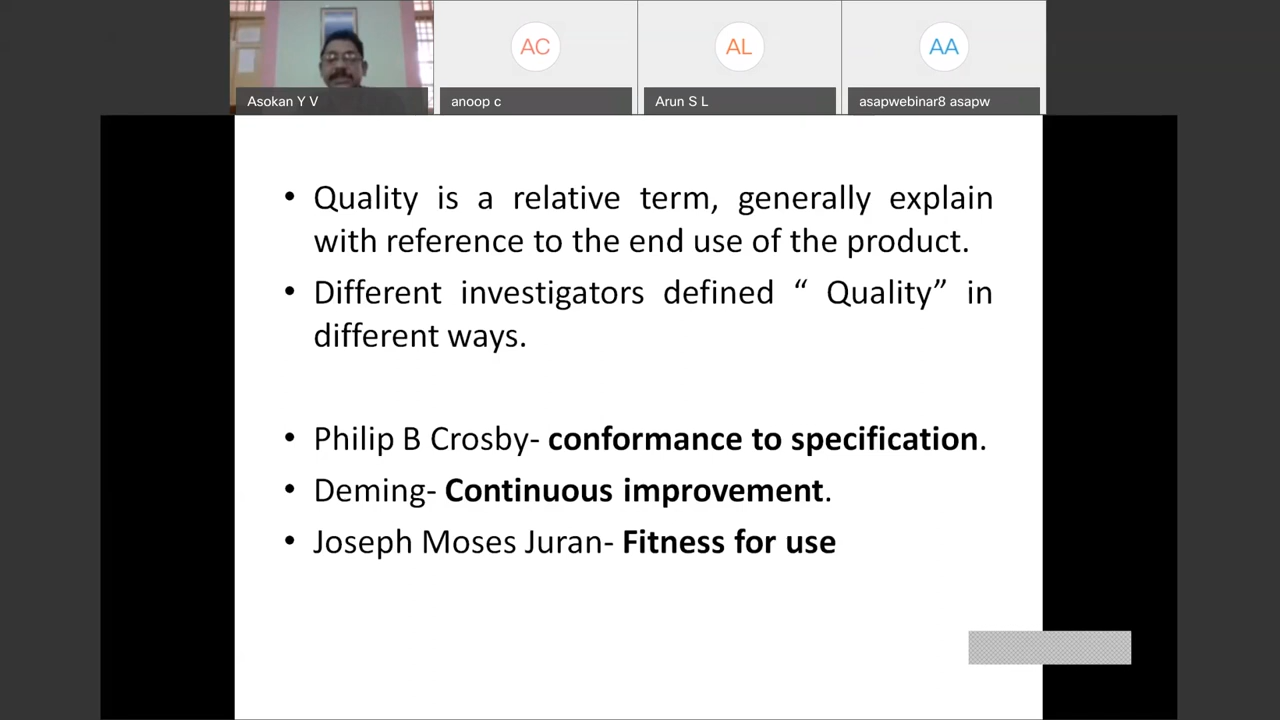 AC
AL
AA
Asokan Y V
anoop c
Arun S L
asapwebinar8 asapw
• Quality is a relative term, generally explain
with reference to the end use of the product.
• Different investigators defined “ Quality” in
different ways.
• Philip B Crosby- conformance to specification.
• Deming- Continuous improvement.
• Joseph Moses Juran- Fitness for use